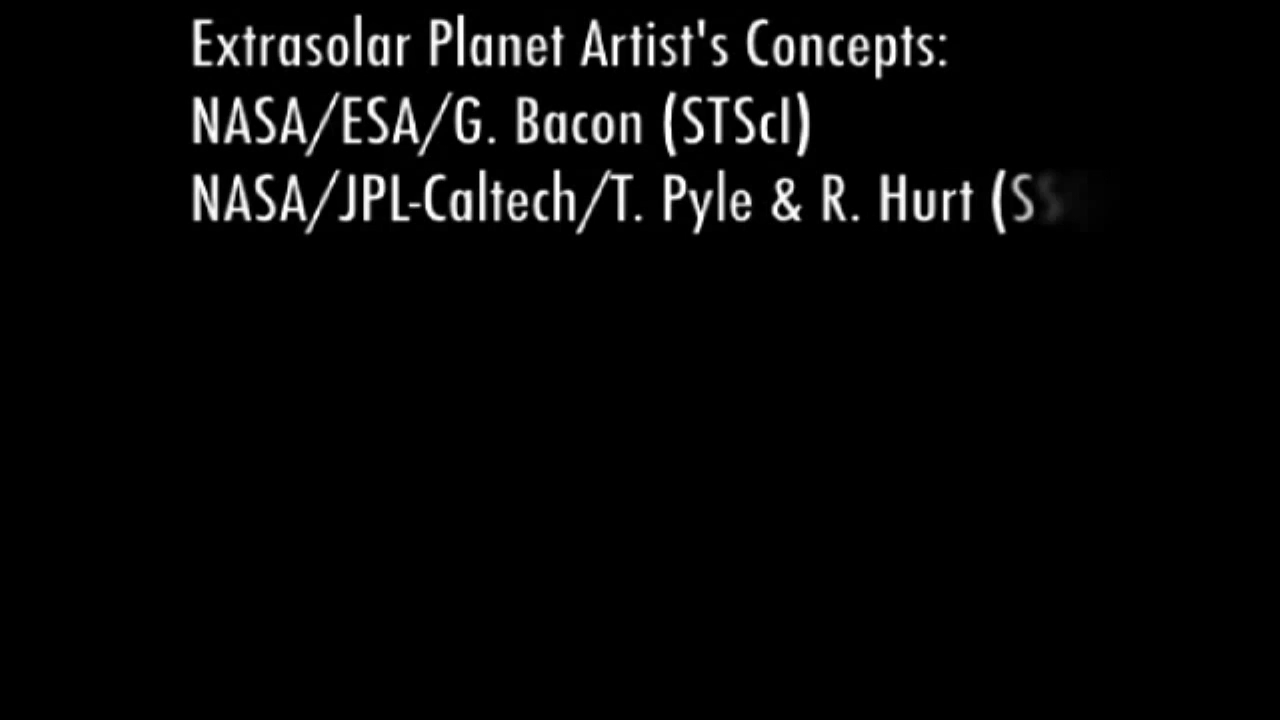 Extrasolar Planet Artist's Concepts:
NASA/ESA/G. Bacon (STScI)
NASA/JPL-Caltech/T. Pyle & R. Hurt